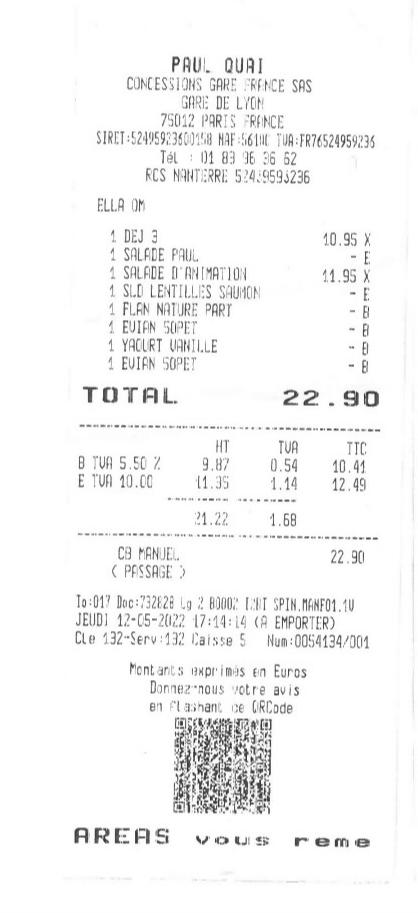 PAUL QUAI
CONCESSIONS GARE FRANCE SAS
GARE DE LYON
75012 PARIS FRANCE
SIRET:52495923600158 NAF:5610C TVA:FR76524959236
Tél : 01 83 96 36 62
RCS NANTERRE 524959236
ELLA OM
1 DEJ 3 10.95 X
1 SALADE PAUL - E
1 SALADE D'ANIMATION 11.95 X
1 SLD LENTILLES SAUMON - E
1 FLAN NATURE PART - B
1 EVIAN 50PET - B
1 YAOURT VANILLE - B
1 EVIAN 50PET - B
TOTAL 22.90
HT TVA TTC
B TVA 5.50 % 9.87 0.54 10.41
E TVA 10.00 11.35 1.14 12.49
21.22 1.68
CB MANUEL 22.90
( PASSAGE )
To:017 Doc:732828 Lg 2 80002 SPIN.MANF01.1V
JEUDI 12-05-2022 17:14:14 (A EMPORTER)
Cle 132-Serv:132 Caisse 5 Num:0054134/001
Montants exprimés en Euros
Donnez-nous votre avis
en flashant ce QRCode
AREAS vous reme